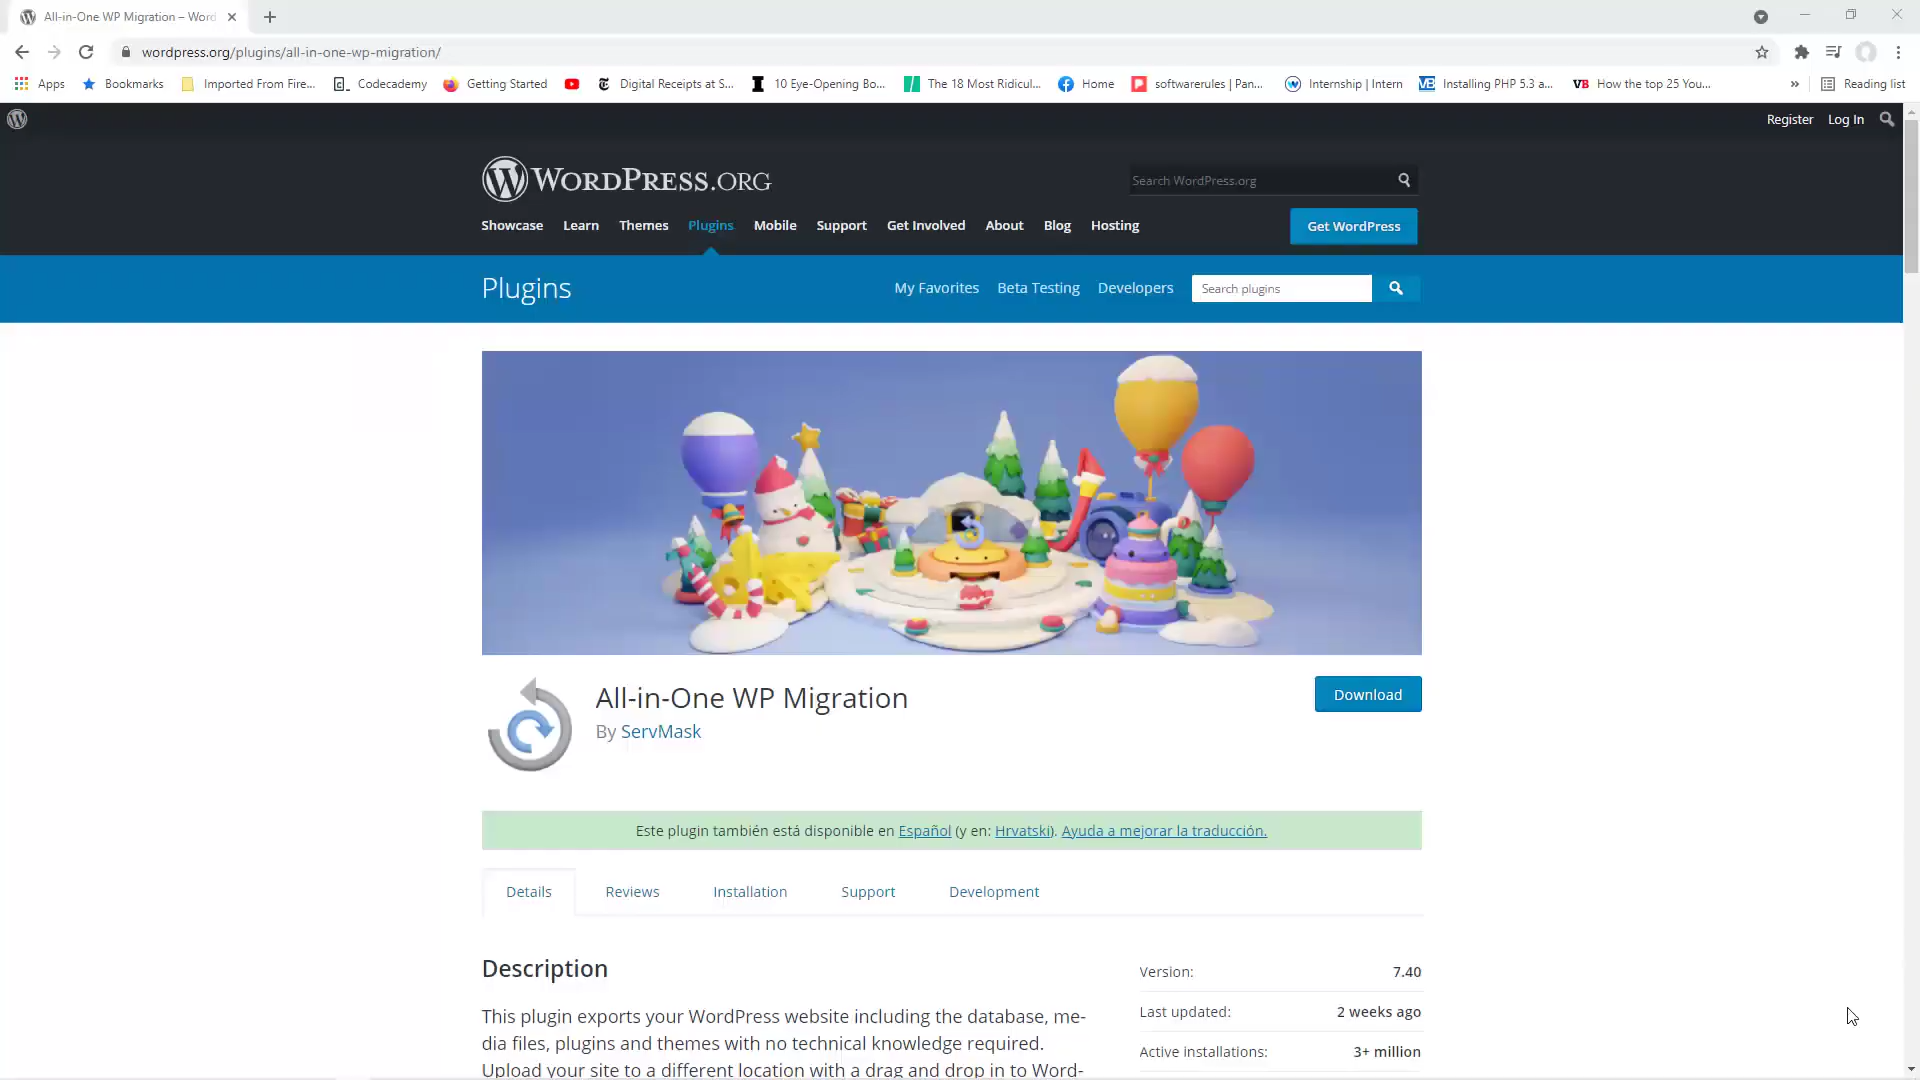 All-in-One WP Migration – Word
wordpress.org/plugins/all-in-one-wp-migration/
Apps Bookmarks Imported From Fire... Codecademy Getting Started Digital Receipts at S... 10 Eye-Opening Bo... The 18 Most Ridicul... Home softwarerules | Pan... Internship | Intern Installing PHP 5.3 a... How the top 25 You... » Reading list
Register Log In
WORDPRESS.ORG
Search WordPress.org
Showcase Learn Themes Plugins Mobile Support Get Involved About Blog Hosting
Get WordPress
Plugins
My Favorites Beta Testing Developers
Search plugins
All-in-One WP Migration
By ServMask
Download
Este plugin también está disponible en Español (y en: Hrvatski). Ayuda a mejorar la traducción.
Details Reviews Installation Support Development
Description
This plugin exports your WordPress website including the database, me-
dia files, plugins and themes with no technical knowledge required.
Upload your site to a different location with a drag and drop in to Word-
Version: 7.40
Last updated: 2 weeks ago
Active installations: 3+ million